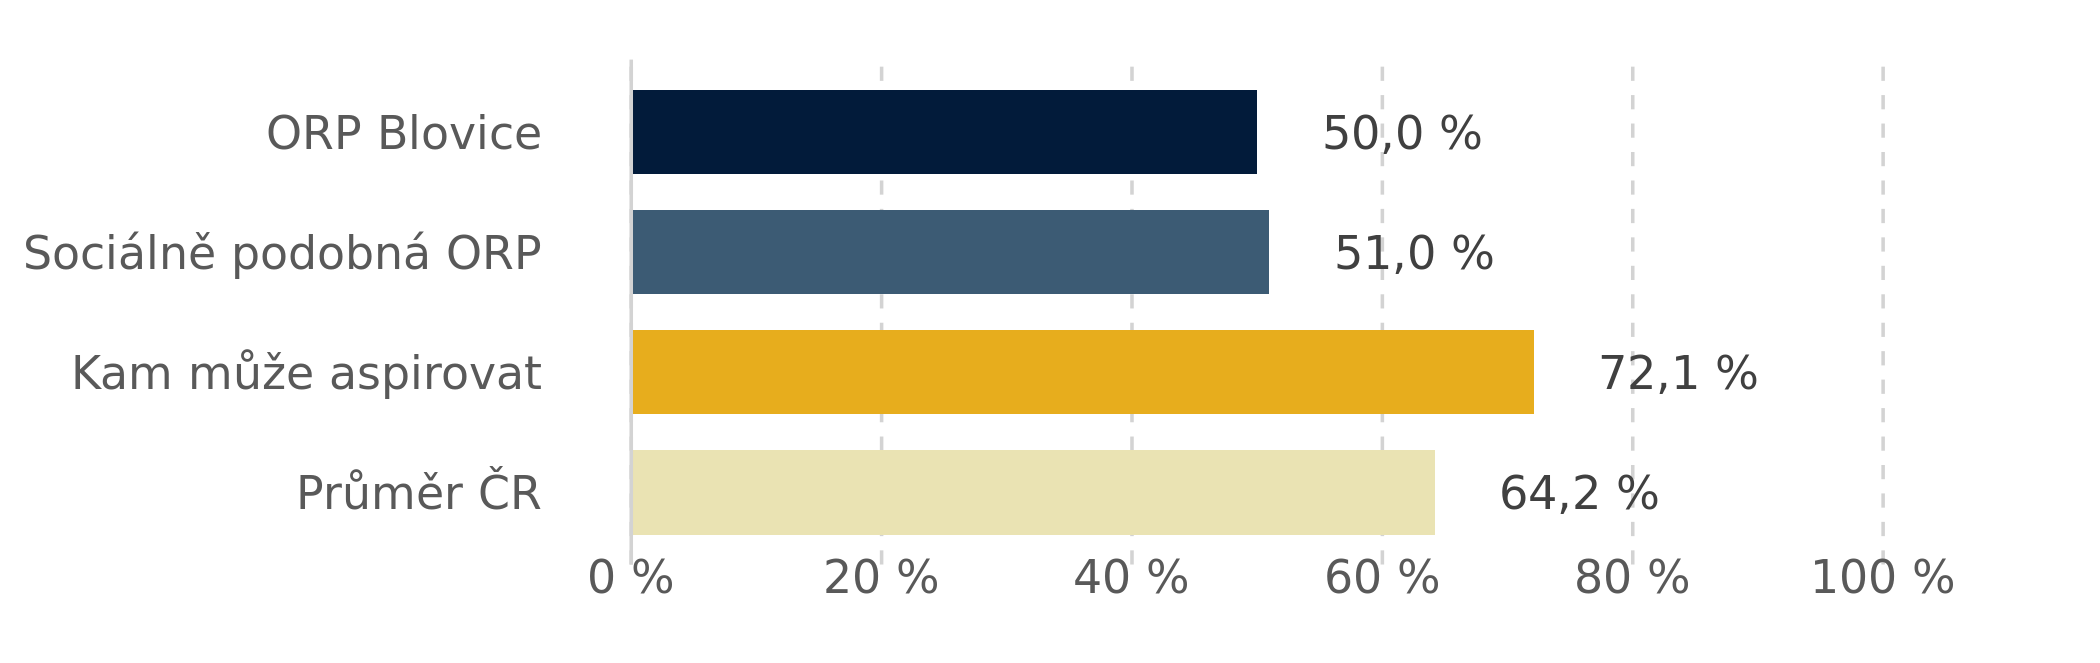 ORP Blovice
50,0 %
Sociálně podobná ORP
51,0 %
Kam může aspirovat
72,1 %
Průměr ČR
64,2 %
0 %
20 %
40 %
60 %
80 %
100 %